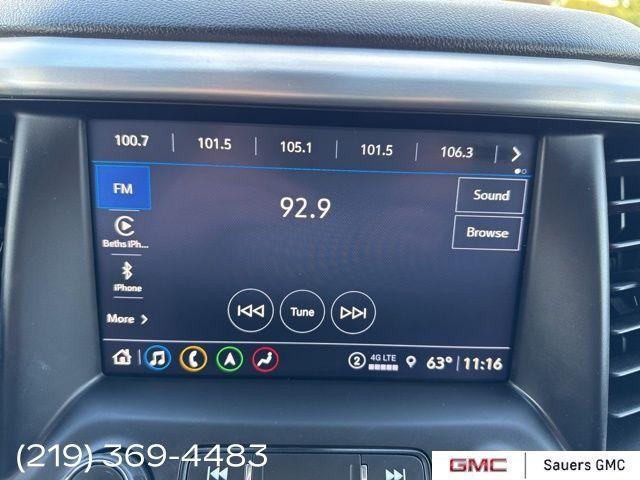 100.7 101.5 105.1 101.5 106.3
FM
92.9
Sound
Browse
Beths iPh...
iPhone
More
Tune
2 4G LTE 63° 11:16
(219) 369-4483
GMC Sauers GMC